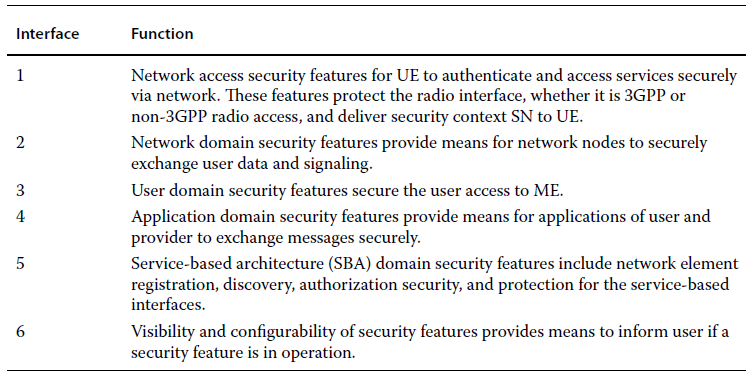 Interface Function
1 Network access security features for UE to authenticate and access services securely
via network. These features protect the radio interface, whether it is 3GPP or
non-3GPP radio access, and deliver security context SN to UE.
2 Network domain security features provide means for network nodes to securely
exchange user data and signaling.
3 User domain security features secure the user access to ME.
4 Application domain security features provide means for applications of user and
provider to exchange messages securely.
5 Service-based architecture (SBA) domain security features include network element
registration, discovery, authorization security, and protection for the service-based
interfaces.
6 Visibility and configurability of security features provides means to inform user if a
security feature is in operation.